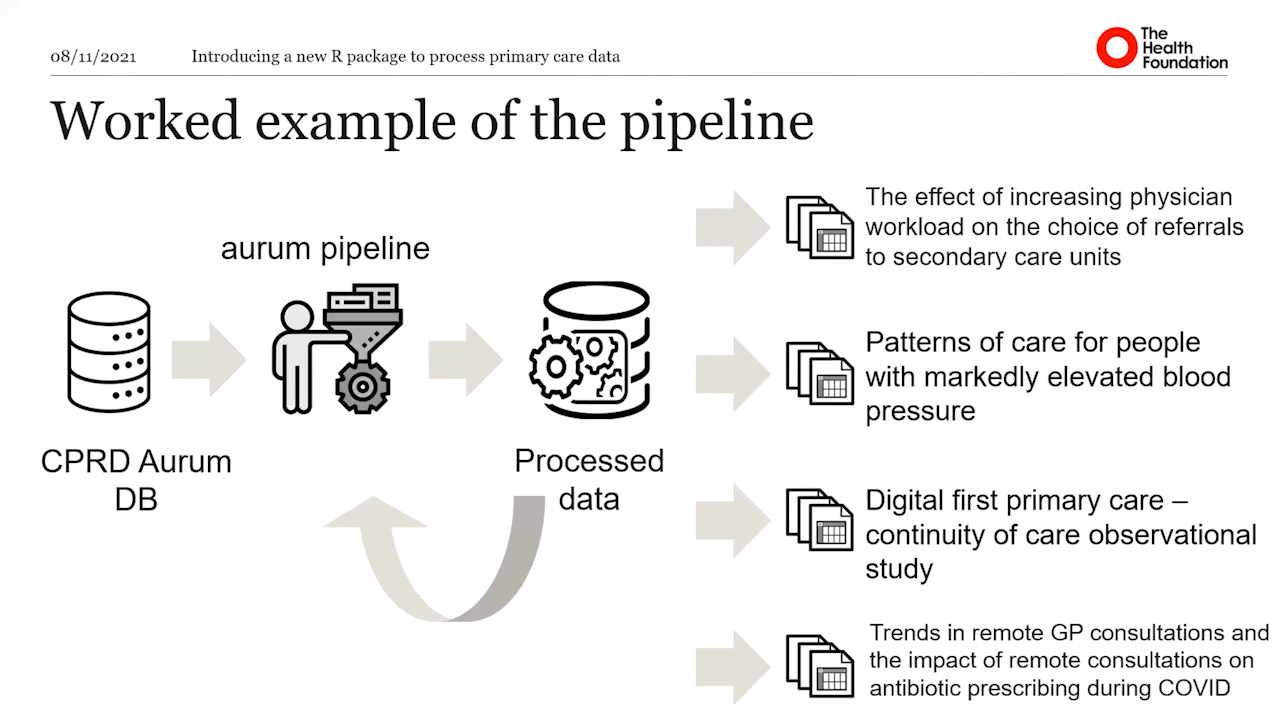 08/11/2021
Introducing a new R package to process primary care data
The
Health
Foundation
Worked example of the pipeline
aurum pipeline
CPRD Aurum
DB
Processed
data
The effect of increasing physician
workload on the choice of referrals
to secondary care units
Patterns of care for people
with markedly elevated blood
pressure
Digital first primary care –
continuity of care observational
study
Trends in remote GP consultations and
the impact of remote consultations on
antibiotic prescribing during COVID